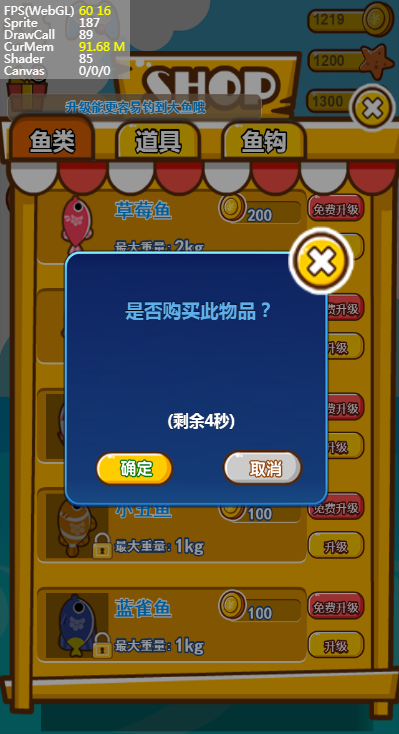 FPS(WebGL) 60 16
Sprite 187
DrawCall 89
CurMem 91.68 M
Shader 85
Canvas 0/0/0
1219
SHOP
1200
1300
升级能更容易钓到大鱼哦
鱼类 道具 鱼钩
草莓鱼 200 免费升级
最大重量: 2kg
是否购买此物品？
费升级
升级
(剩余4秒)
费升级
升级
确定 取消
小丑鱼 100 免费升级
最大重量: 1kg 升级
蓝雀鱼 100 免费升级
最大重量: 1kg 升级